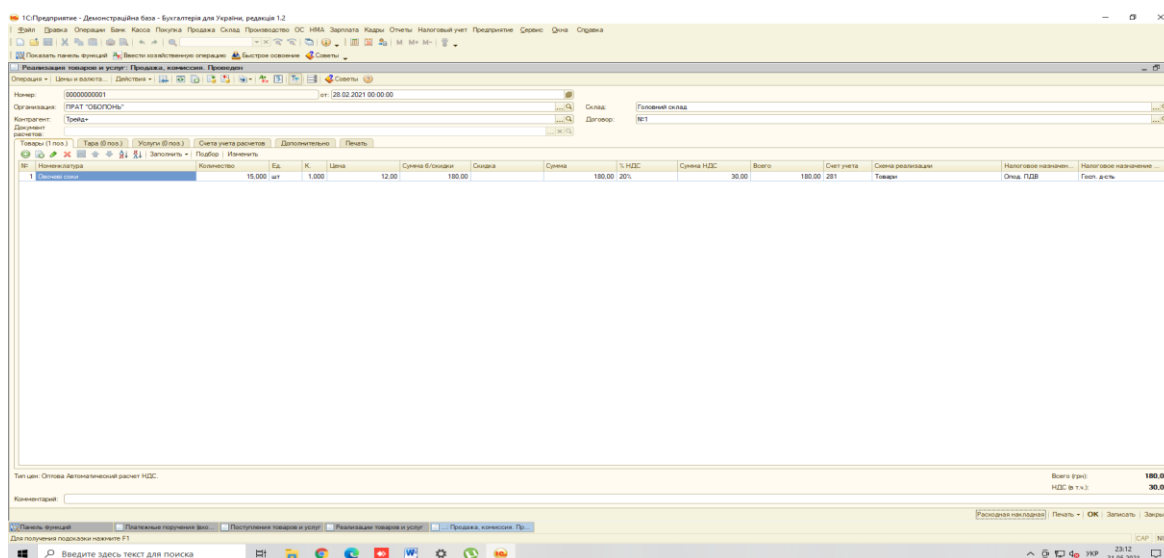 1С:Предприятие - Демонстраційна база - Бухгалтерія для України, редакція 1.2
Файл Правка Операции Банк Касса Покупка Продажа Склад Производство ОС НМА Зарплата Кадры Отчеты Налоговый учет Предприятие Сервис Окна Справка
M M+ M-
Показать панель функций Ввести хозяйственную операцию Быстрое освоение Советы
Реализация товаров и услуг: Продажа, комиссия. Проведен
Операция Цены и валюта... Действия Советы
Номер: 00000000001 от: 28.02.2021 00:00:00
Организация: ПРАТ "ОБОЛОНЬ" Склад: Головний склад
Контрагент: Трейд+ Договор: №1
Документ расчетов:
Товары (1 поз.) Тара (0 поз.) Услуги (0 поз.) Счета учета расчетов Дополнительно Печать
Заполнить Подбор Изменить
№ Номенклатура Количество Ед. К. Цена Сумма б/скидки Скидка Сумма % НДС Сумма НДС Всего Счет учета Схема реализации Налоговое назначен... Налоговое назначение ...
1 Овочеві соки 15,000 шт 1,000 12,00 180,00 180,00 20% 30,00 180,00 281 Товари Опод. ПДВ Госп. д-сть
Тип цен: Оптова Автоматический расчет НДС. Всего (грн): 180,0
НДС (в т.ч.): 30,0
Комментарий:
Расходная накладная Печать OK Записать Закры
Панель функций Платежные поручения (вхо... Поступления товаров и услуг Реализации товаров и услуг ... Продажа, комиссия. Пр...
Для получения подсказки нажмите F1 CAP
Введите здесь текст для поиска УКР 23:12
31.05.2021